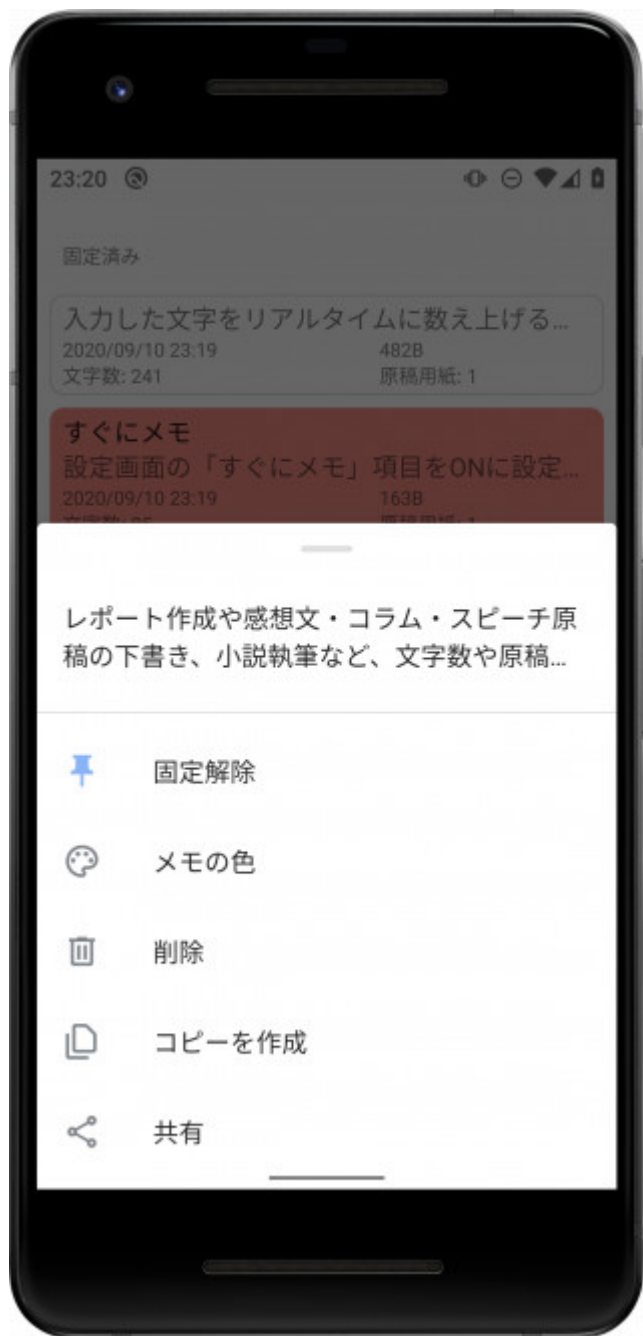 23:20
固定済み
入力した文字をリアルタイムに数え上げる...
2020/09/10 23:19 482B
文字数: 241 原稿用紙: 1
すぐにメモ
設定画面の「すぐにメモ」項目をONに設定...
2020/09/10 23:19 163B
レポート作成や感想文・コラム・スピーチ原
稿の下書き、小説執筆など、文字数や原稿...
固定解除
メモの色
削除
コピーを作成
共有